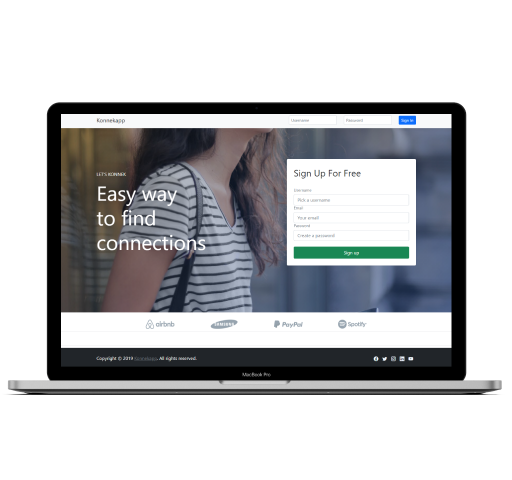 Konnekapp
Username
Password
Sign In
LET'S KONNEK
Easy way
to find
connections
Sign Up For Free
Username
Pick a username
Email
Your email
Password
Create a password
Sign up
airbnb
SAMSUNG
PayPal
Spotify
Copyright © 2019 Konnekapp. All rights reserved.
MacBook Pro